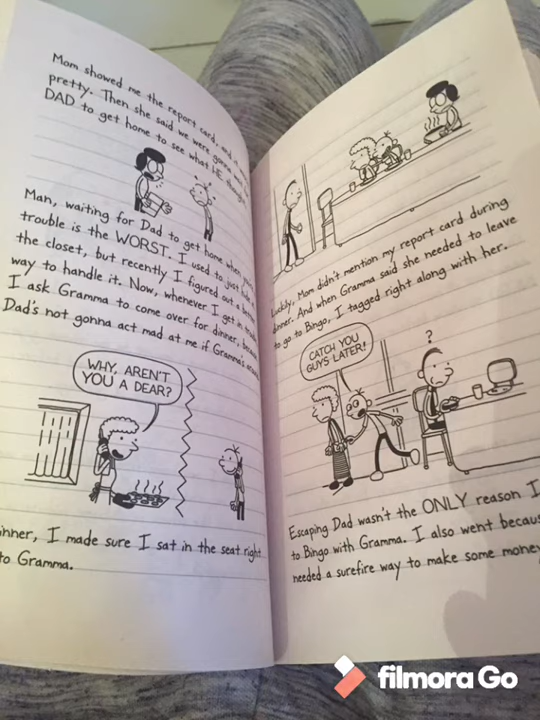 Mom showed me the report card, and it
pretty. Then she said we were gonna
DAD to get home to see what HE
Man, waiting for Dad to get home when
trouble is the WORST. I used to just
the closet, but recently I figured out a
way to handle it. Now, whenever I get in
I ask Gramma to come over for dinner,
Dad's not gonna act mad at me if Gramma's
WHY, AREN'T
YOU A DEAR?
I made sure I sat in the seat right
to Gramma.
Luckily, Mom didn't mention my report card during
dinner. And when Gramma said she needed to leave
to go to Bingo, I tagged right along with her.
CATCH YOU
GUYS LATER!
?
Escaping Dad wasn't the ONLY reason I
to Bingo with Gramma. I also went
needed a surefire way to make some money
filmora Go